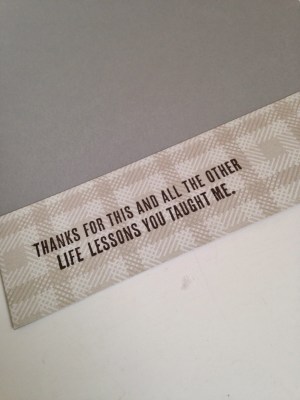 THANKS FOR THIS AND ALL THE OTHER
LIFE LESSONS YOU TAUGHT ME.